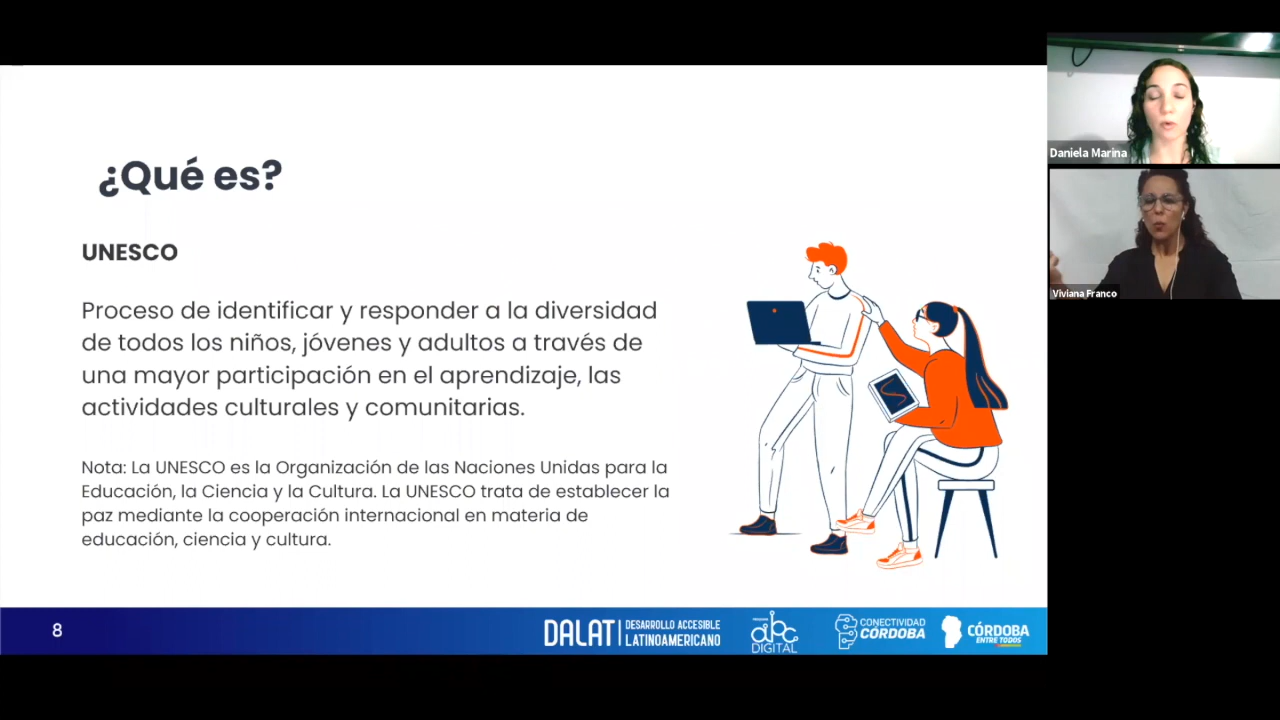 ¿Qué es?
UNESCO
Proceso de identificar y responder a la diversidad
de todos los niños, jóvenes y adultos a través de
una mayor participación en el aprendizaje, las
actividades culturales y comunitarias.
Nota: La UNESCO es la Organización de las Naciones Unidas para la
Educación, la Ciencia y la Cultura. La UNESCO trata de establecer la
paz mediante la cooperación internacional en materia de
educación, ciencia y cultura.
8
DALAT
DESARROLLO ACCESIBLE
LATINOAMERICANO
abc
DIGITAL
CONECTIVIDAD
CÓRDOBA
CÓRDOBA
ENTRE TODOS
Daniela Marina
Viviana Franco